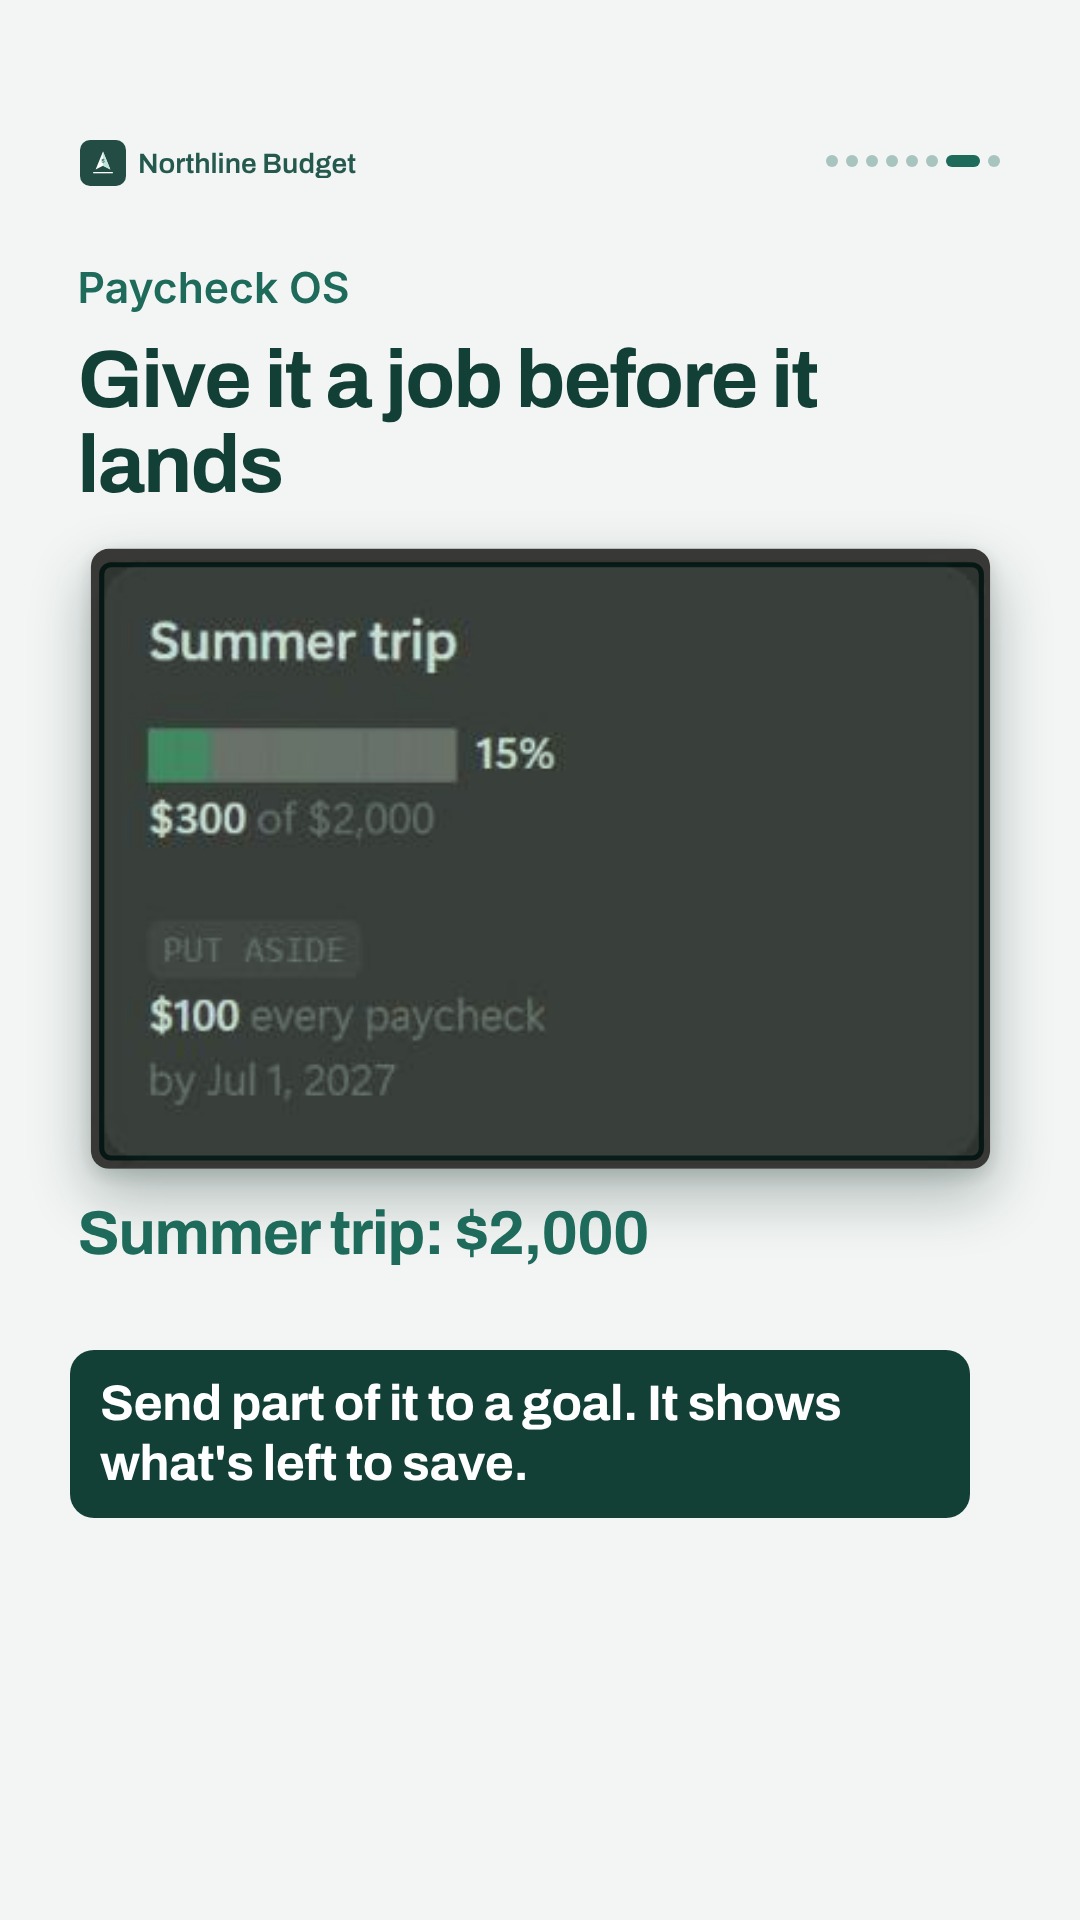 Northline Budget
Paycheck OS
Give it a job before it
lands
Summer trip
15%
$300 of $2,000
PUT ASIDE
$100 every paycheck
by Jul 1, 2027
Summer trip: $2,000
Send part of it to a goal. It shows
what's left to save.